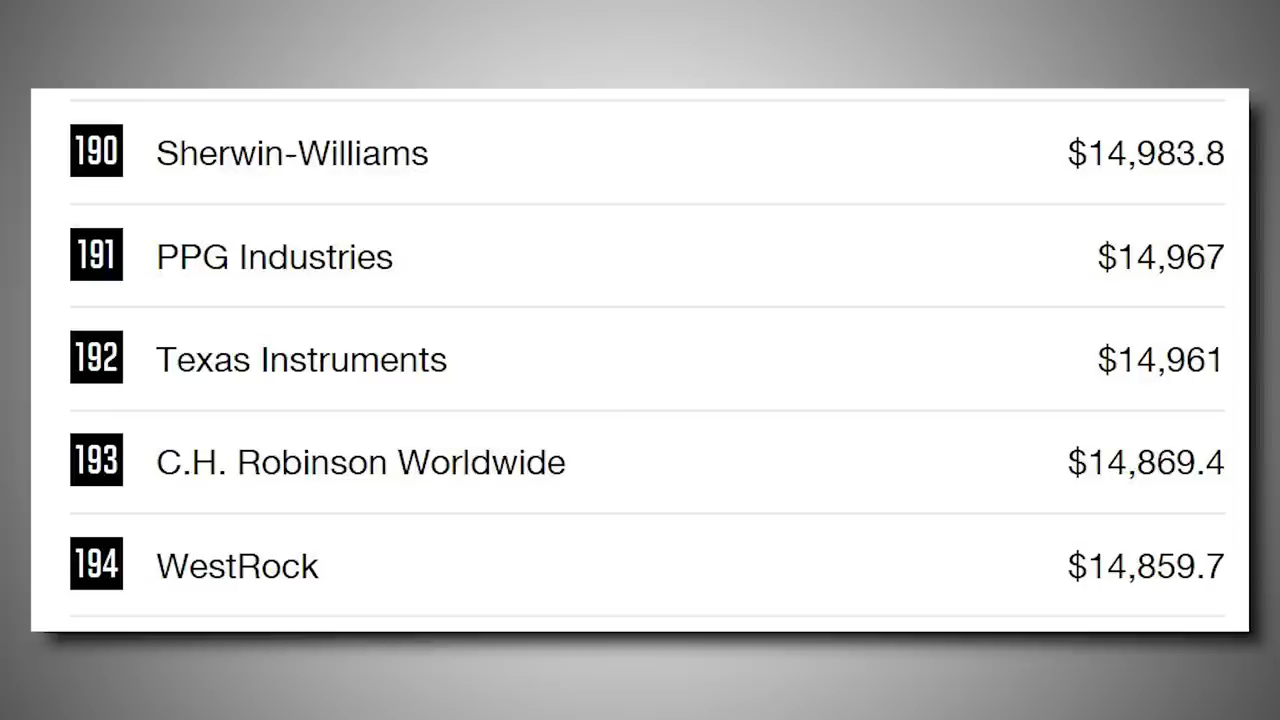 190 Sherwin-Williams $14,983.8
191 PPG Industries $14,967
192 Texas Instruments $14,961
193 C.H. Robinson Worldwide $14,869.4
194 WestRock $14,859.7